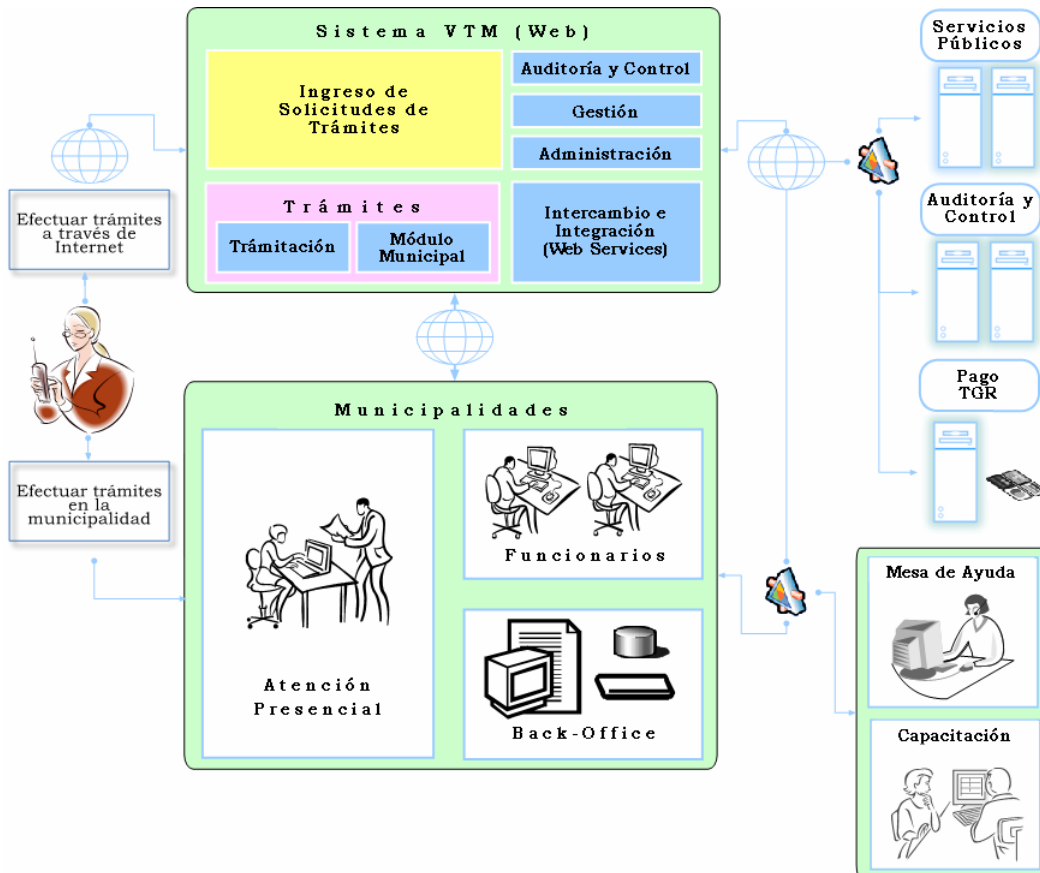 Sistema VTM (Web)
Ingreso de
Solicitudes de
Trámites
Auditoría y Control
Gestión
Administración
Trámites
Trámitación
Módulo
Municipal
Intercambio e
Integración
(Web Services)
Servicios
Públicos
Auditoría y
Control
Pago
TGR
Efectuar trámites
a través de
Internet
Efectuar trámites
en la
municipalidad
Municipalidades
Atención
Presencial
Funcionarios
Back-Office
Mesa de Ayuda
Capacitación